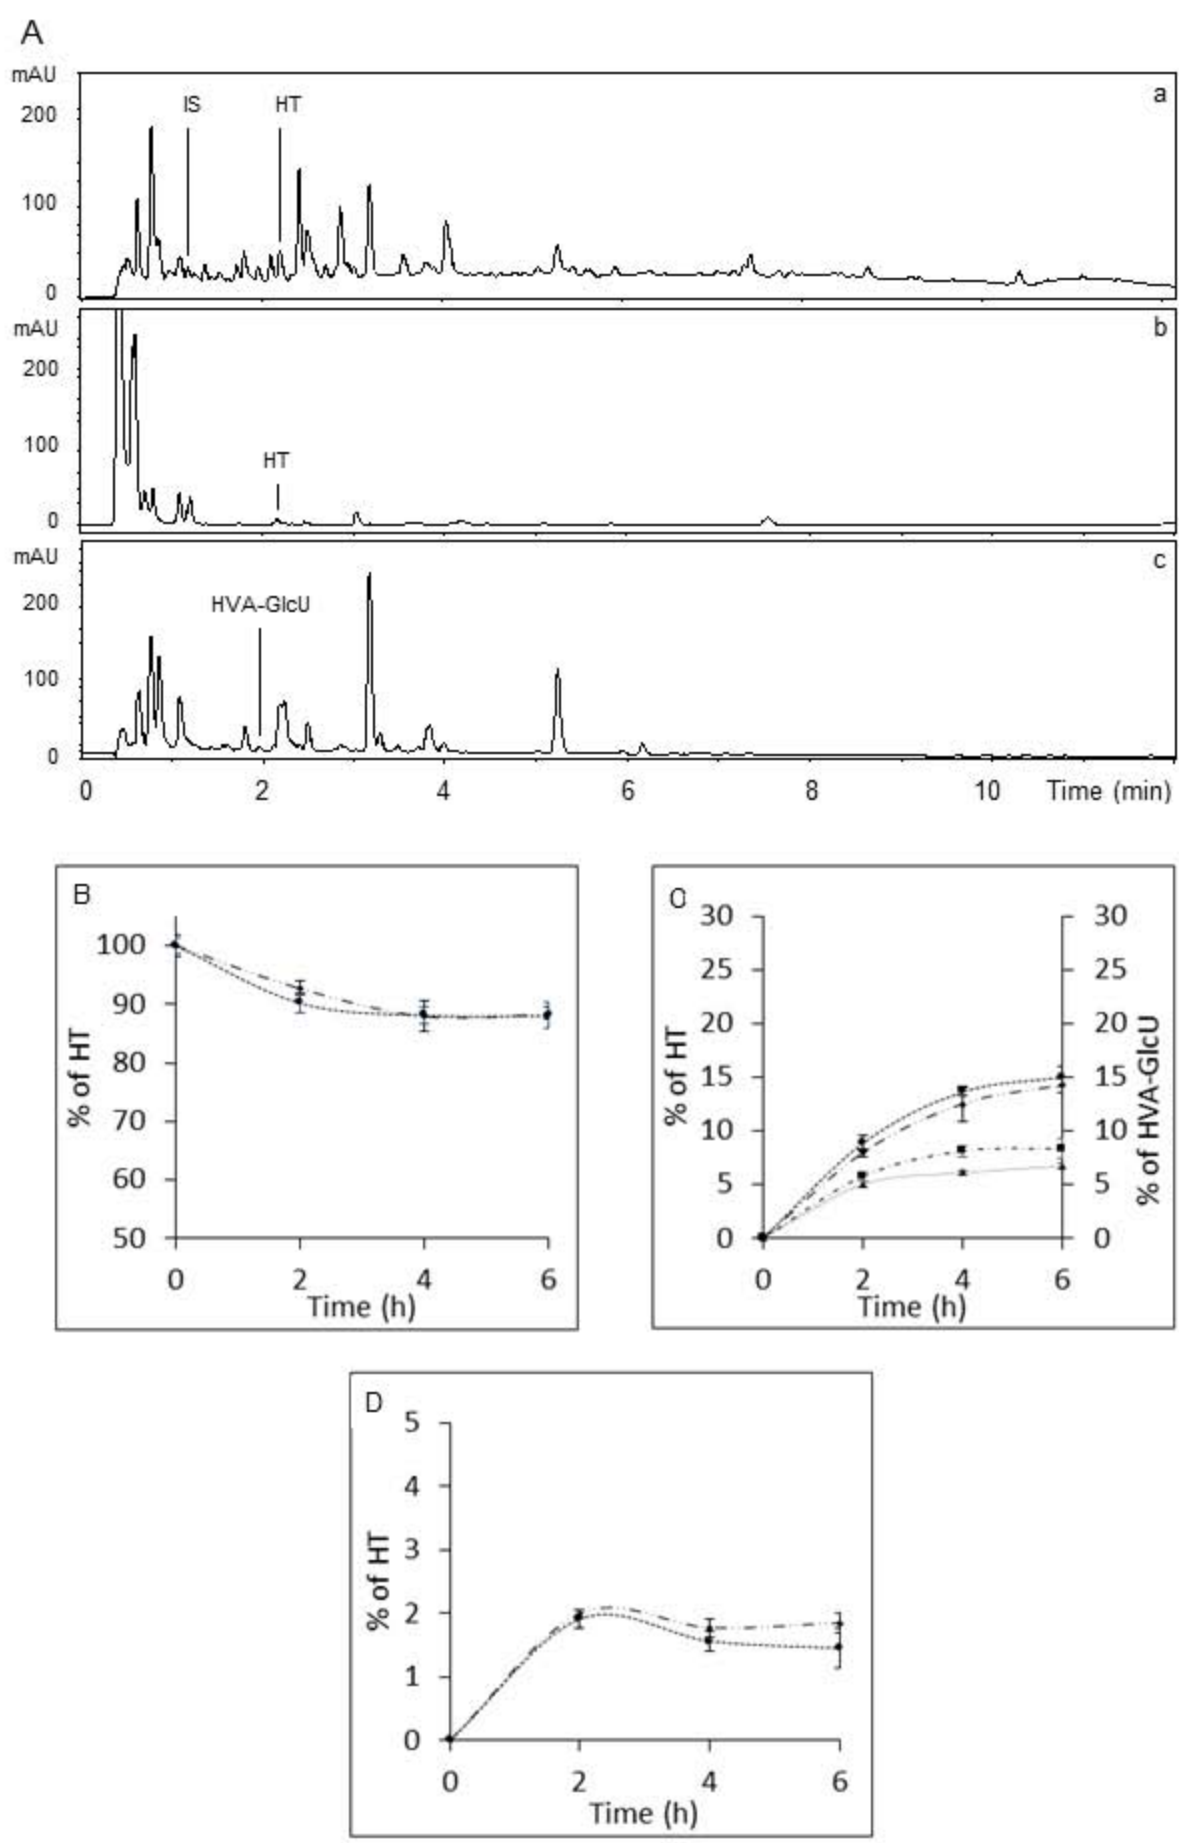 A
mAU
a
IS HT
200
100
0
mAU
b
200
HT
100
0
mAU
c
HVA-GlcU
200
100
0
0 2 4 6 8 10 Time (min)
B
100
90
80
70
60
50
% of HT
0 2 4 6
Time (h)
C
30 30
25 25
20 20
15 15
10 10
5 5
0 0
% of HT
% of HVA-GlcU
0 2 4 6
Time (h)
D
5
4
3
2
1
0
% of HT
0 2 4 6
Time (h)